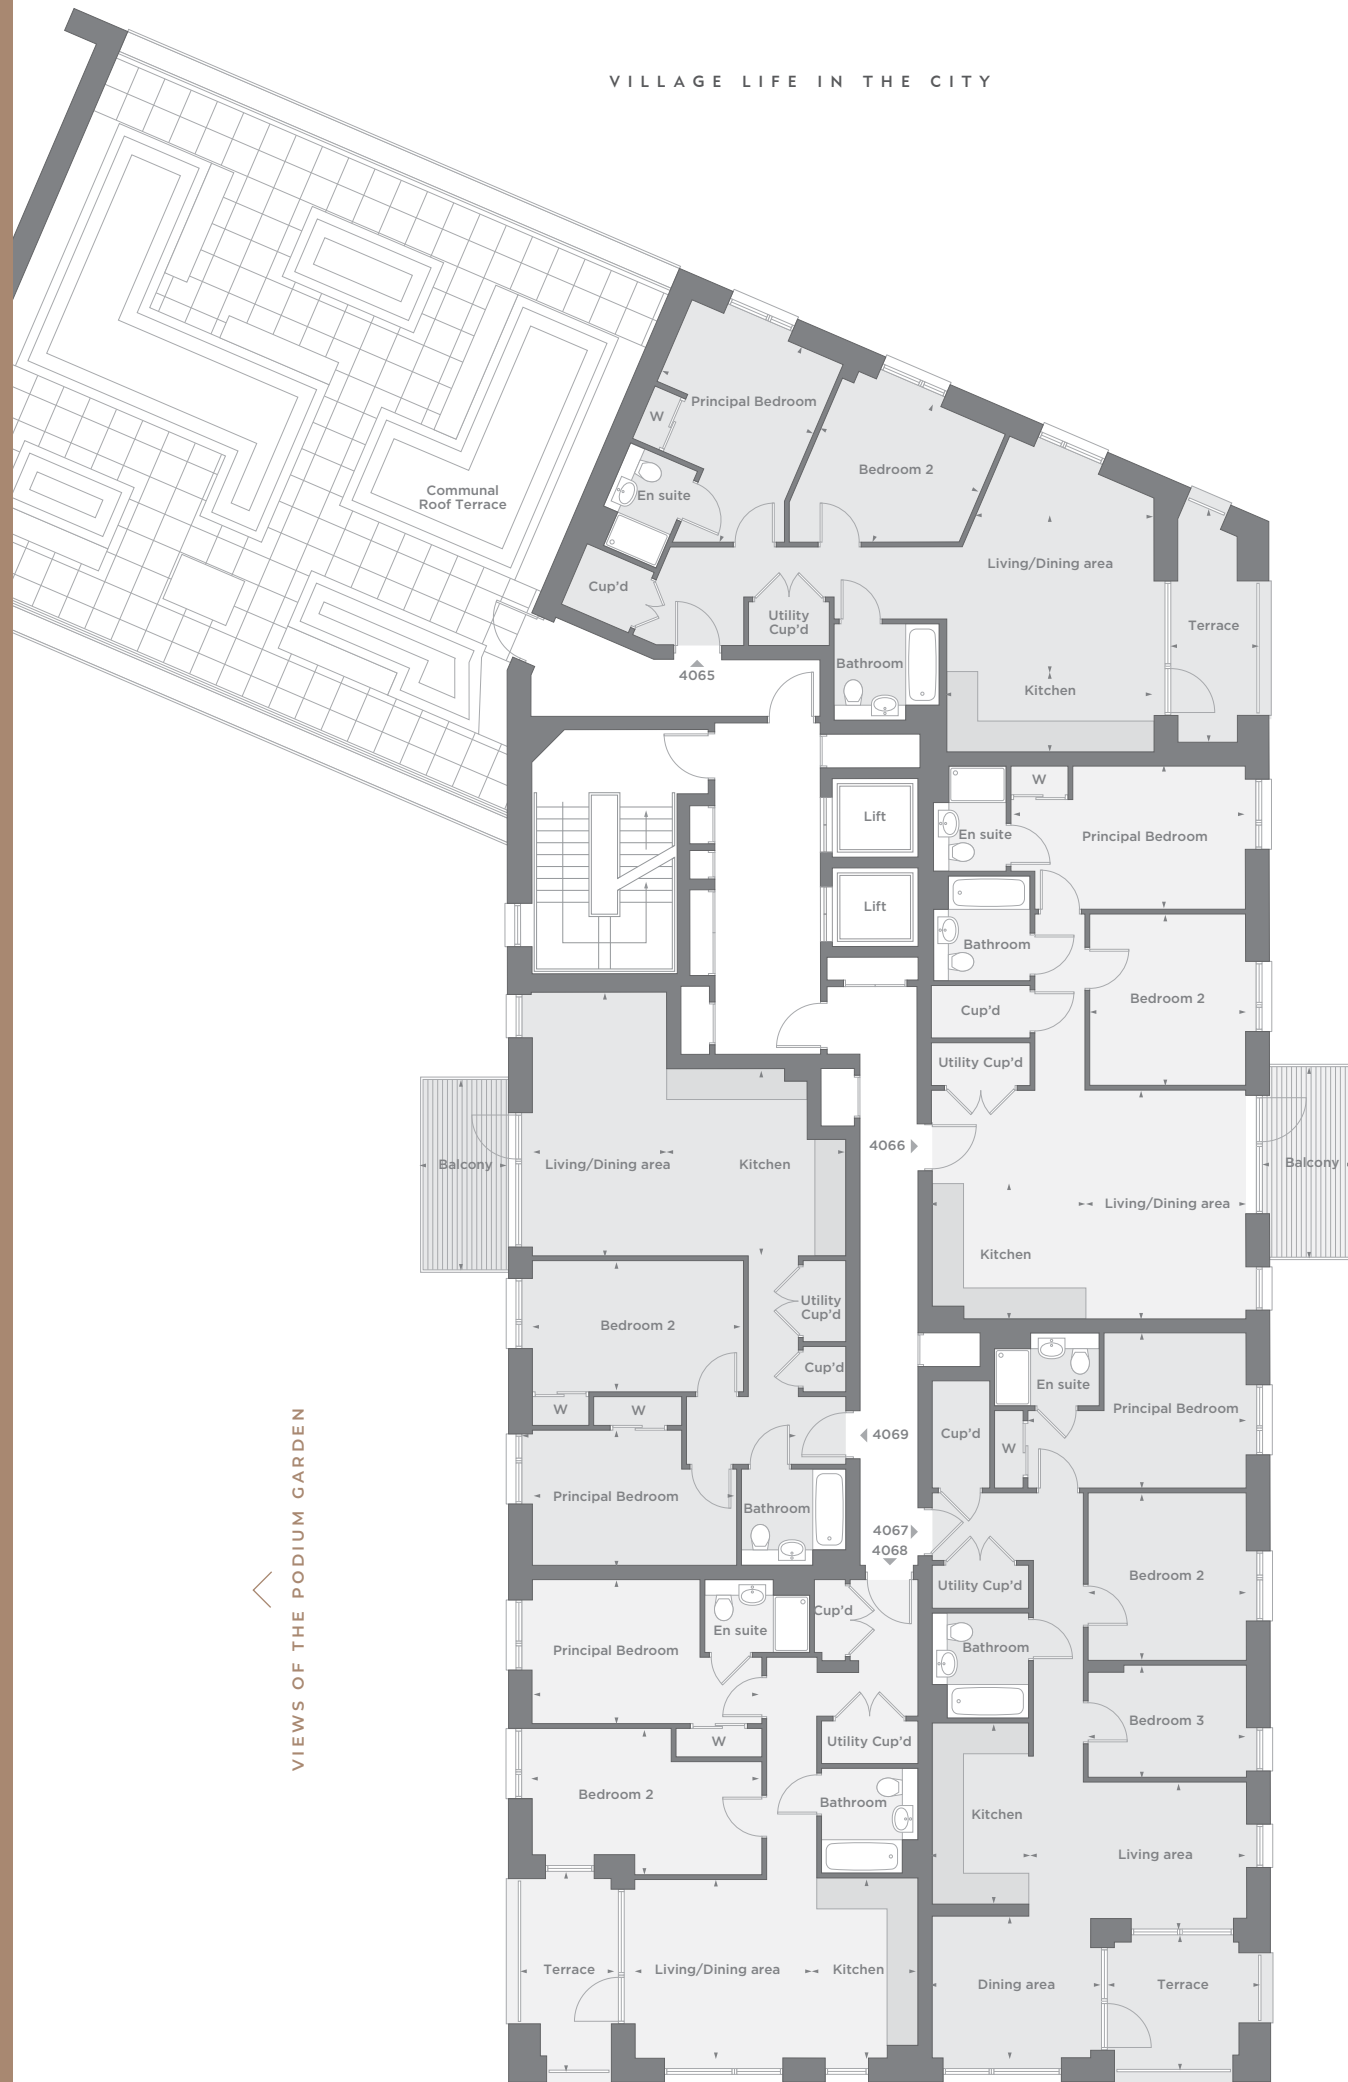 VILLAGE LIFE IN THE CITY
Principal Bedroom
W
Bedroom 2
En suite
Communal
Roof Terrace
Living/Dining area
Cup'd
Utility
Cup'd
Terrace
Bathroom
4065
Kitchen
W
Lift
En suite
Principal Bedroom
Lift
Bathroom
Bedroom 2
Cup'd
Utility Cup'd
4066
Balcony
Living/Dining area
Kitchen
Balcony
Living/Dining area
Kitchen
Utility
Cup'd
Bedroom 2
Cup'd
En suite
W
W
Principal Bedroom
4069
Cup'd
W
Principal Bedroom
Bathroom
4067
4068
Bedroom 2
Utility Cup'd
Cup'd
En suite
Principal Bedroom
Bathroom
Bedroom 3
W
Utility Cup'd
Bedroom 2
Bathroom
Kitchen
Living area
Terrace
Living/Dining area
Kitchen
Dining area
Terrace
VIEWS OF THE PODIUM GARDEN